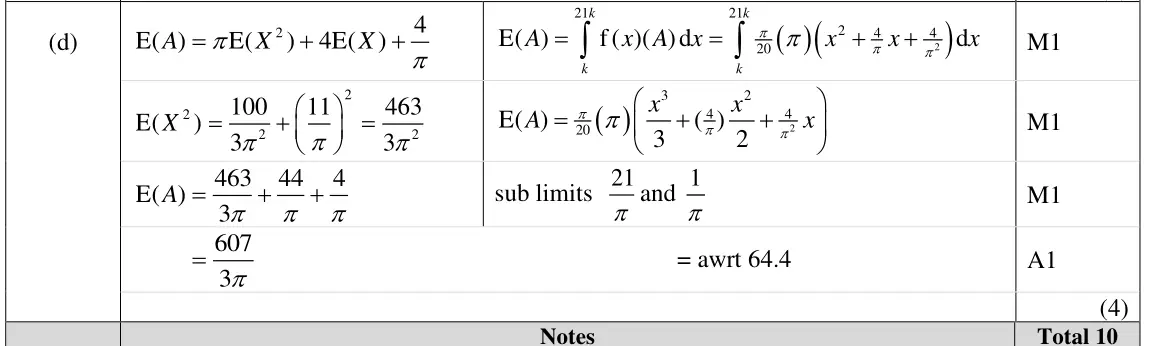 (d) E(A) = πE(X²) + 4E(X) + 4/π E(A) = ∫_k^{21k} f(x)(A)dx = ∫_k^{21k} π/20 (π)(x² + 4/π x + 4/π²)dx M1
E(X²) = 100/3π² + (11/π)² = 463/3π² E(A) = π/20 (π)(x³/3 + (4/π) x²/2 + 4/π² x) M1
E(A) = 463/3π + 44/π + 4/π sub limits 21/π and 1/π M1
= 607/3π = awrt 64.4 A1
(4)
Notes Total 10